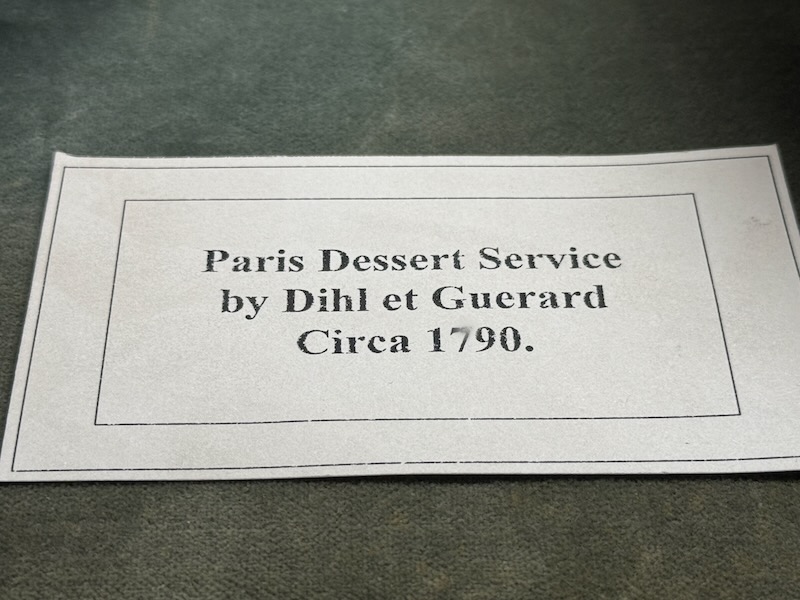 Paris Dessert Service
by Dihl et Guerard
Circa 1790.